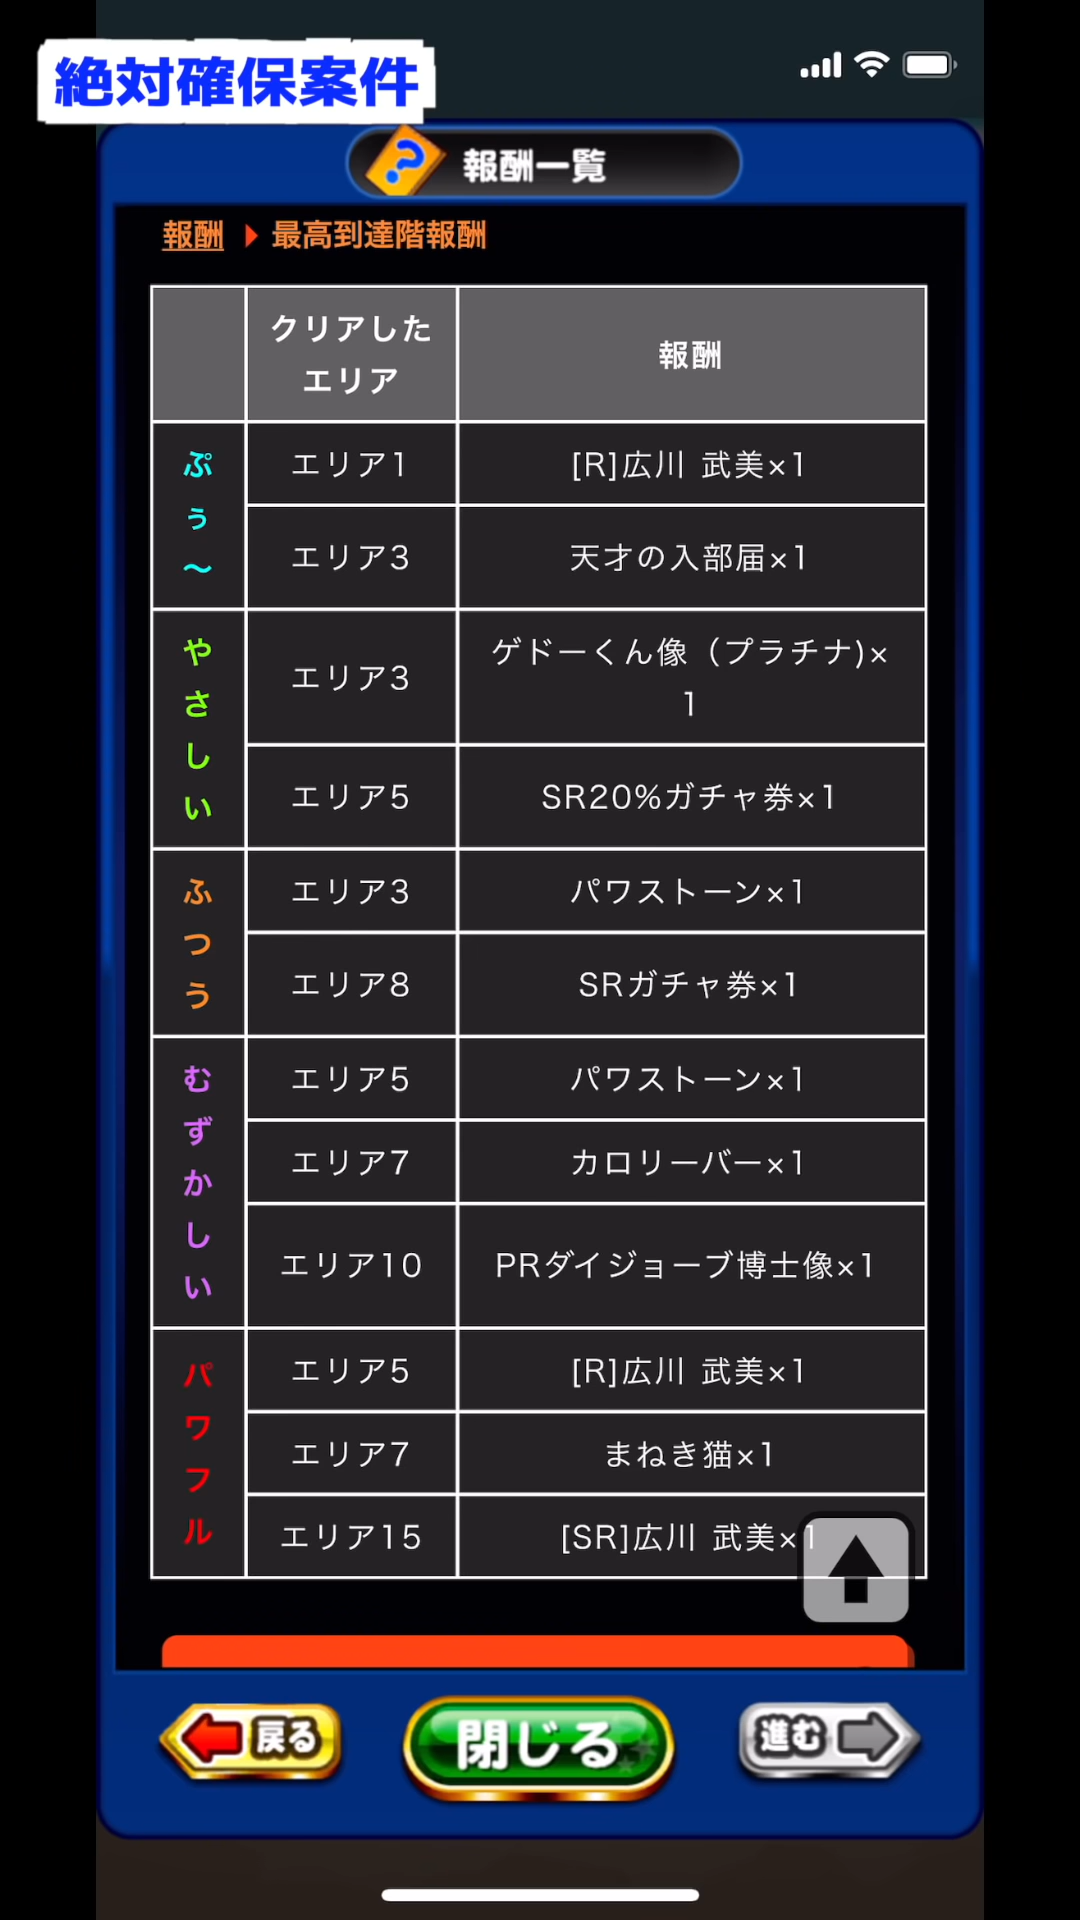 絶対確保案件
報酬一覧
報酬 ▶ 最高到達階報酬
クリアした
エリア
報酬
ぷぅ〜
エリア1
[R]広川 武美×1
エリア3
天才の入部届×1
やさしい
エリア3
ゲドーくん像（プラチナ)×
1
エリア5
SR20%ガチャ券×1
ふつう
エリア3
パワストーン×1
エリア8
SRガチャ券×1
むずかしい
エリア5
パワストーン×1
エリア7
カロリーバー×1
エリア10
PRダイジョーブ博士像×1
パワフル
エリア5
[R]広川 武美×1
エリア7
まねき猫×1
エリア15
[SR]広川 武美×1
戻る
閉じる
進む